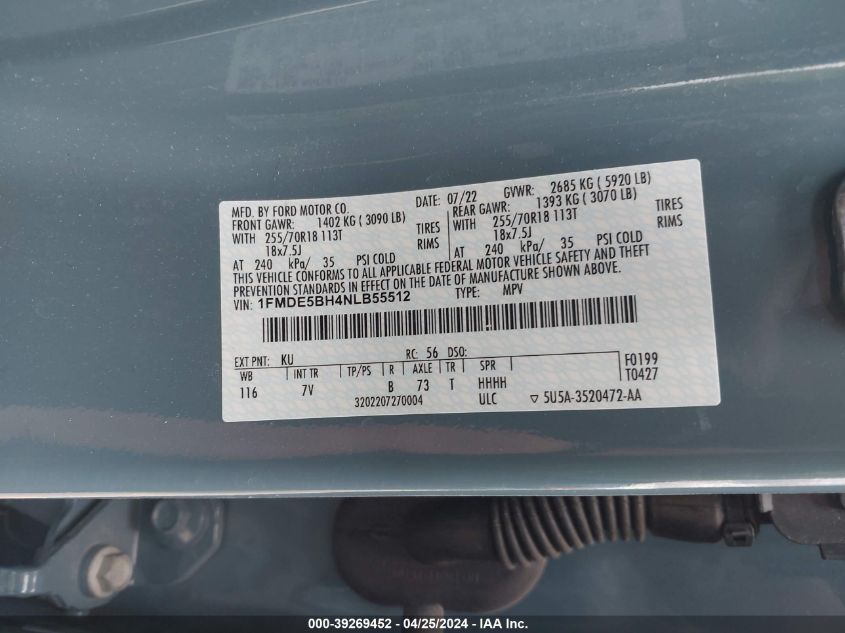 MFD. BY FORD MOTOR CO. DATE: 07/22 GVWR: 2685 KG ( 5920 LB)
FRONT GAWR: 1402 KG ( 3090 LB) REAR GAWR: 1393 KG ( 3070 LB)
WITH 255/70R18 113T TIRES WITH 255/70R18 113T TIRES
18x7.5J RIMS 18x7.5J RIMS
AT 240 kPa/ 35 PSI COLD AT 240 kPa/ 35 PSI COLD
THIS VEHICLE CONFORMS TO ALL APPLICABLE FEDERAL MOTOR VEHICLE SAFETY AND THEFT
PREVENTION STANDARDS IN EFFECT ON THE DATE OF MANUFACTURE SHOWN ABOVE.
VIN: 1FMDE5BH4NLB55512 TYPE: MPV
EXT PNT: KU RC: 56 DSO: F0199
WB INT TR TP/PS R AXLE TR SPR T0427
116 7V B 73 T HHHH
3202207270004 ULC ▽ 5U5A-3520472-AA
000-39269452 / 04/25/2024 - IAA Inc.